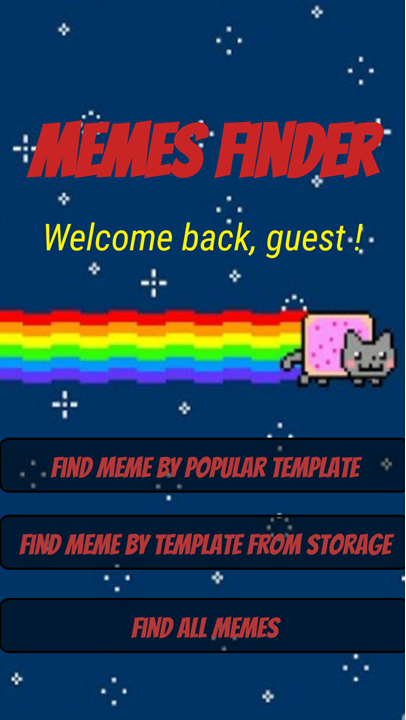 MEMES FINDER
Welcome back, guest !
FIND MEME BY POPULAR TEMPLATE
FIND MEME BY TEMPLATE FROM STORAGE
FIND ALL MEMES